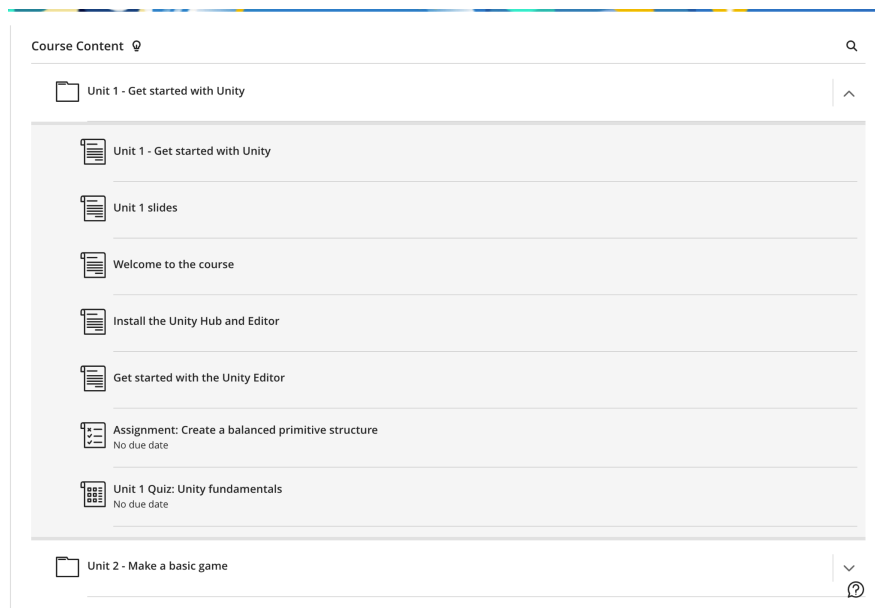 Course Content
Unit 1 - Get started with Unity
Unit 1 - Get started with Unity
Unit 1 slides
Welcome to the course
Install the Unity Hub and Editor
Get started with the Unity Editor
Assignment: Create a balanced primitive structure
No due date
Unit 1 Quiz: Unity fundamentals
No due date
Unit 2 - Make a basic game